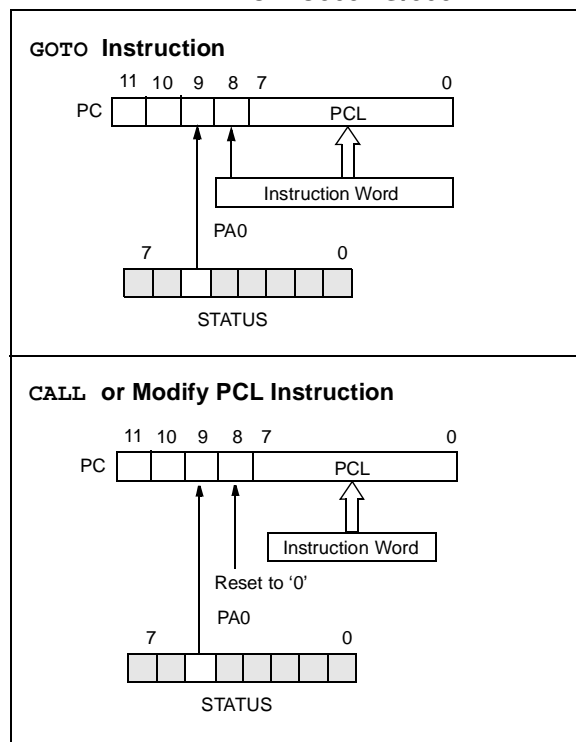 GOTO Instruction
11 10 9 8 7 0
PC PCL
Instruction Word
PA0
7 0
STATUS
CALL or Modify PCL Instruction
11 10 9 8 7 0
PC PCL
Instruction Word
Reset to ‘0’
PA0
7 0
STATUS